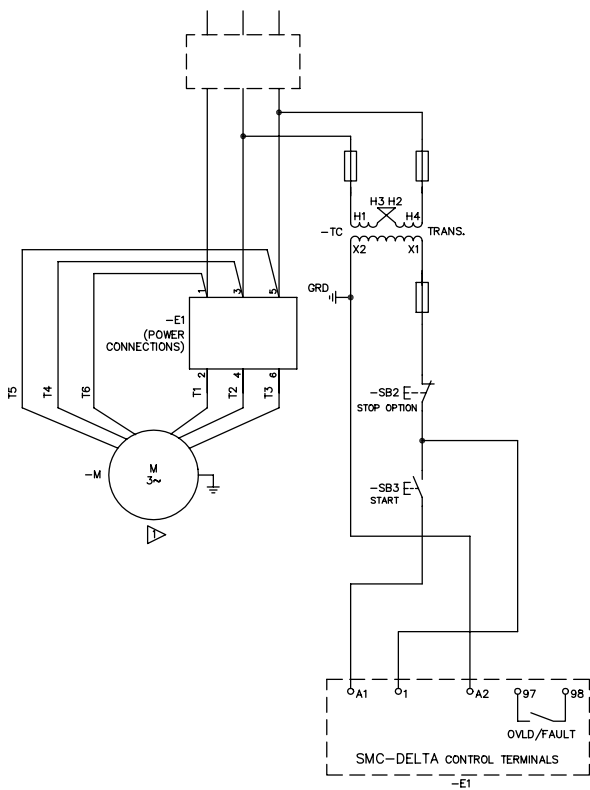 H3 H2
H1
H4
-TC
TRANS.
X2
X1
GRD
1
3
5
-E1
(POWER
CONNECTIONS)
2
4
6
T5
T4
T6
T1
T2
T3
-SB2
STOP OPTION
-M
M
3~
1
-SB3
START
A1
1
A2
97
98
OVLD/FAULT
SMC-DELTA CONTROL TERMINALS
-E1